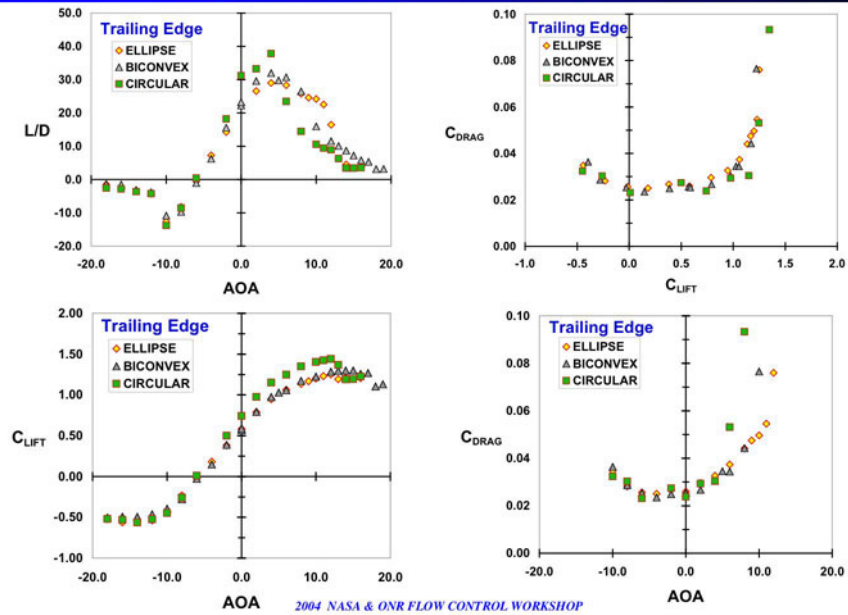 50.0
40.0
30.0
20.0
10.0
0.0
-10.0
-20.0
L/D
Trailing Edge
ELLIPSE
BICONVEX
CIRCULAR
-20.0 -10.0 0.0 10.0 20.0
AOA
0.10
0.08
0.06
0.04
0.02
0.00
C_DRAG
Trailing Edge
ELLIPSE
BICONVEX
CIRCULAR
-1.0 -0.5 0.0 0.5 1.0 1.5
C_LIFT
2.00
1.50
1.00
0.50
0.00
-0.50
-1.00
C_LIFT
Trailing Edge
ELLIPSE
BICONVEX
CIRCULAR
-20.0 -10.0 0.0 10.0 20.0
AOA
0.10
0.08
0.06
0.04
0.02
0.00
C_DRAG
Trailing Edge
ELLIPSE
BICONVEX
CIRCULAR
-20.0 -10.0 0.0 10.0 20.0
AOA
2004 NASA & ONR FLOW CONTROL WORKSHOP